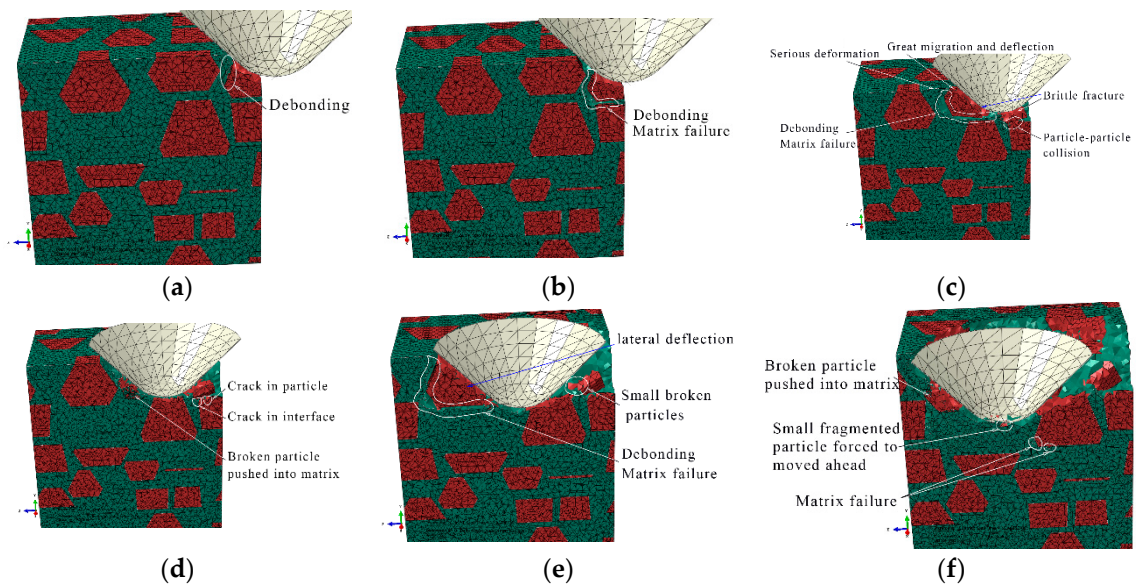 Debonding
(a)
Debonding
Matrix failure
(b)
Great migration and deflection
Serious deformation
Brittle fracture
Debonding
Matrix failure
Particle-particle
collision
(c)
Crack in particle
Crack in interface
Broken particle
pushed into matrix
(d)
lateral deflection
Small broken
particles
Debonding
Matrix failure
(e)
Broken particle
pushed into matrix
Small fragmented
particle forced to
moved ahead
Matrix failure
(f)